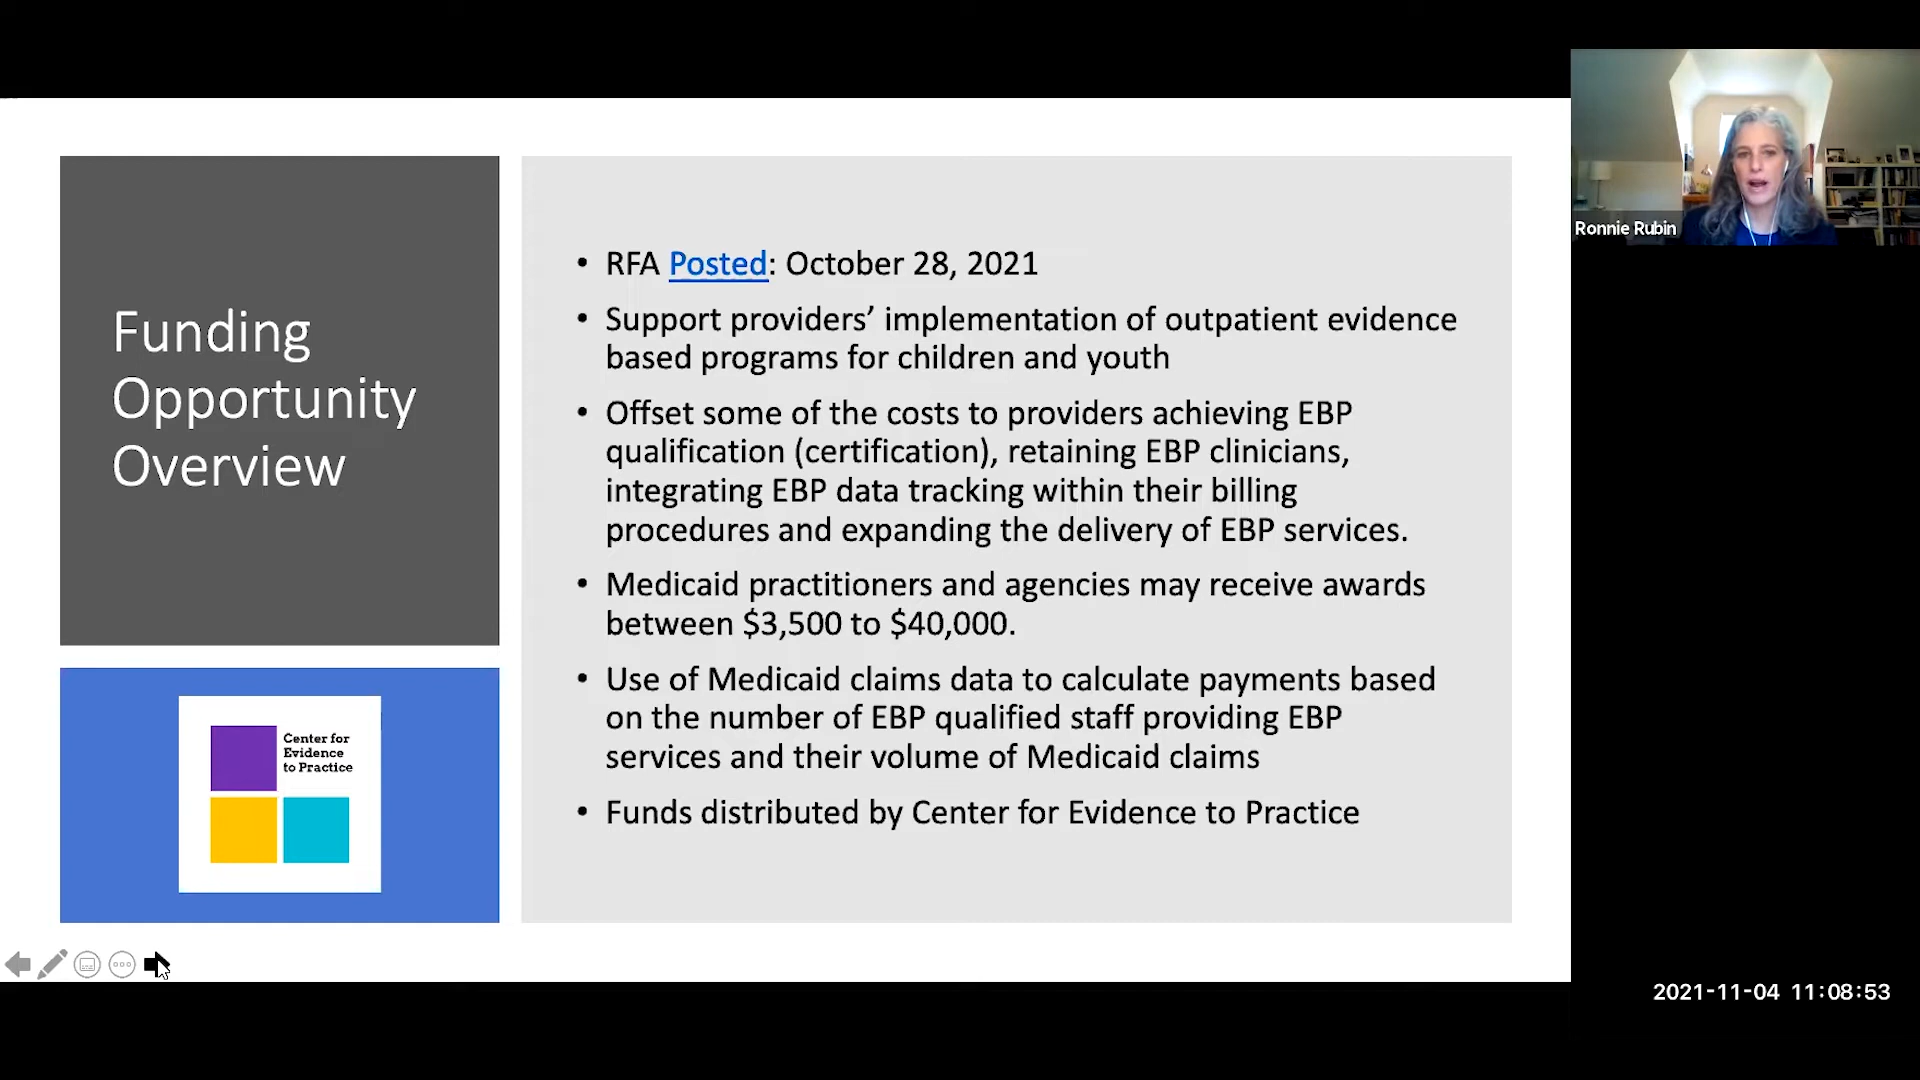 Funding
Opportunity
Overview
Center for
Evidence
to Practice
• RFA Posted: October 28, 2021
• Support providers’ implementation of outpatient evidence
based programs for children and youth
• Offset some of the costs to providers achieving EBP
qualification (certification), retaining EBP clinicians,
integrating EBP data tracking within their billing
procedures and expanding the delivery of EBP services.
• Medicaid practitioners and agencies may receive awards
between $3,500 to $40,000.
• Use of Medicaid claims data to calculate payments based
on the number of EBP qualified staff providing EBP
services and their volume of Medicaid claims
• Funds distributed by Center for Evidence to Practice
Ronnie Rubin
2021-11-04 11:08:53